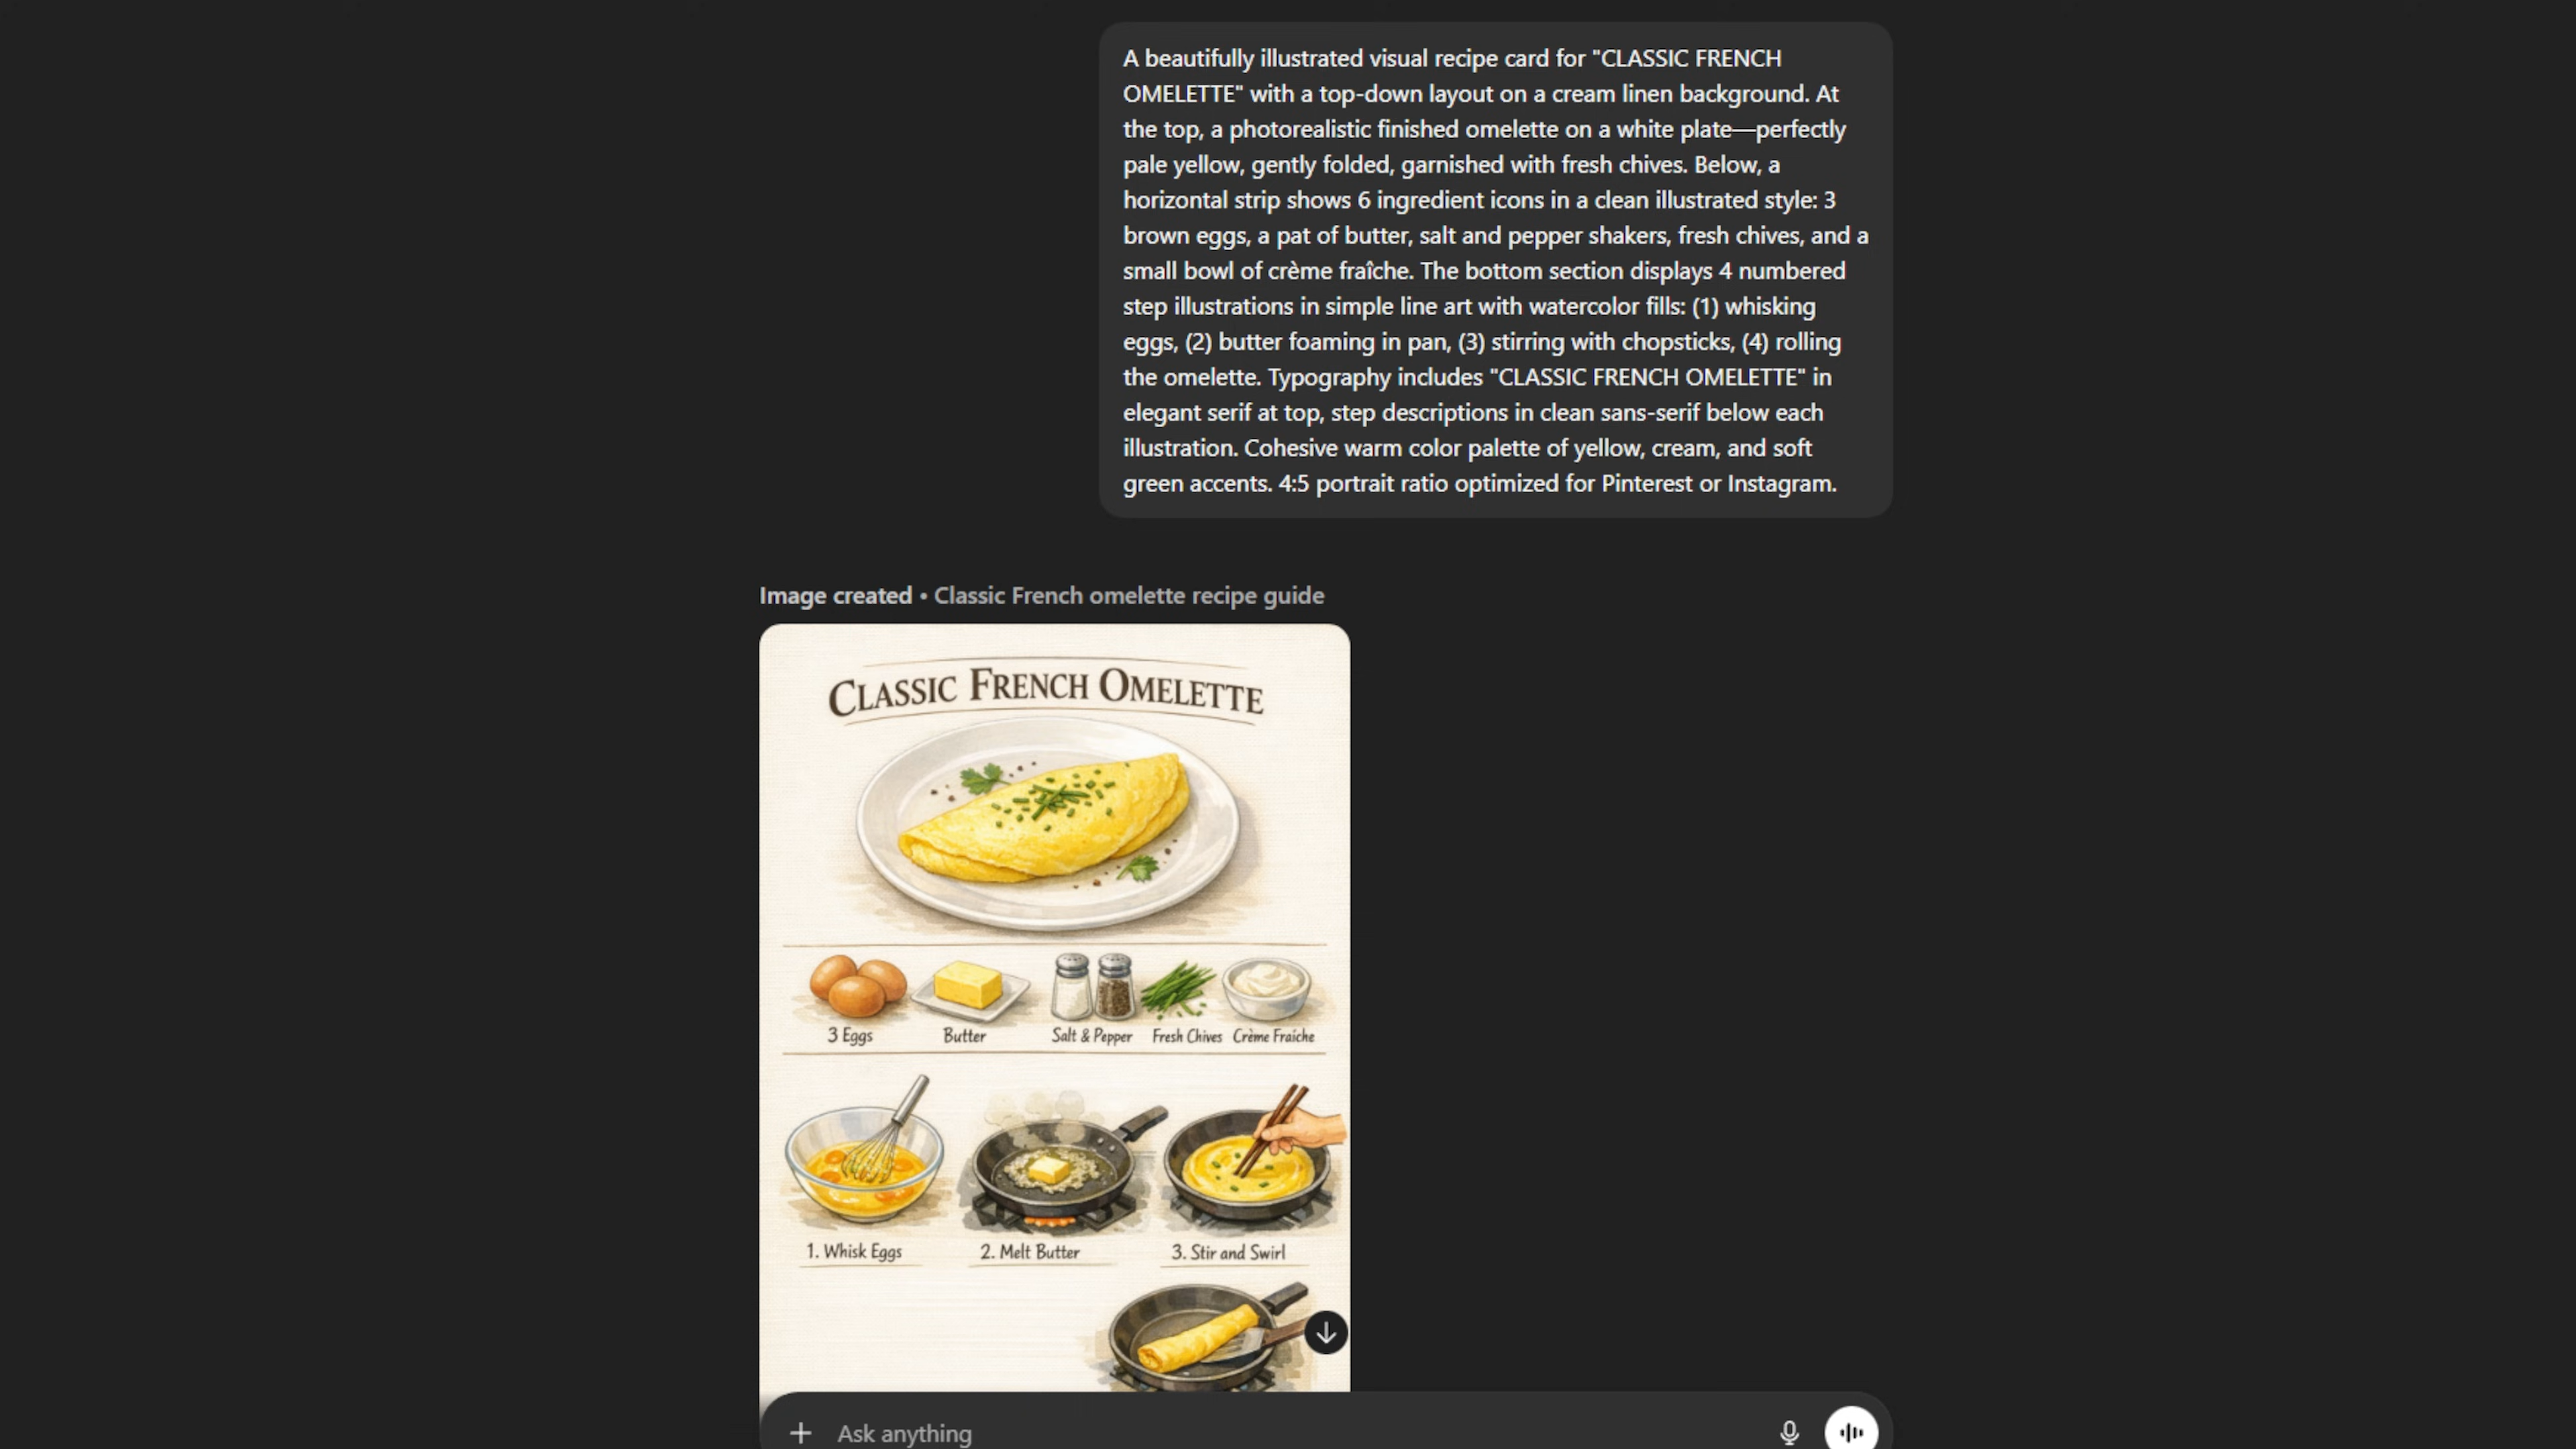 A beautifully illustrated visual recipe card for "CLASSIC FRENCH
OMELETTE" with a top-down layout on a cream linen background. At
the top, a photorealistic finished omelette on a white plate—perfectly
pale yellow, gently folded, garnished with fresh chives. Below, a
horizontal strip shows 6 ingredient icons in a clean illustrated style: 3
brown eggs, a pat of butter, salt and pepper shakers, fresh chives, and a
small bowl of crème fraîche. The bottom section displays 4 numbered
step illustrations in simple line art with watercolor fills: (1) whisking
eggs, (2) butter foaming in pan, (3) stirring with chopsticks, (4) rolling
the omelette. Typography includes "CLASSIC FRENCH OMELETTE" in
elegant serif at top, step descriptions in clean sans-serif below each
illustration. Cohesive warm color palette of yellow, cream, and soft
green accents. 4:5 portrait ratio optimized for Pinterest or Instagram.
Image created • Classic French omelette recipe guide
CLASSIC FRENCH OMELETTE
3 Eggs Butter Salt & Pepper Fresh Chives Crème Fraîche
1. Whisk Eggs 2. Melt Butter 3. Stir and Swirl
Ask anything